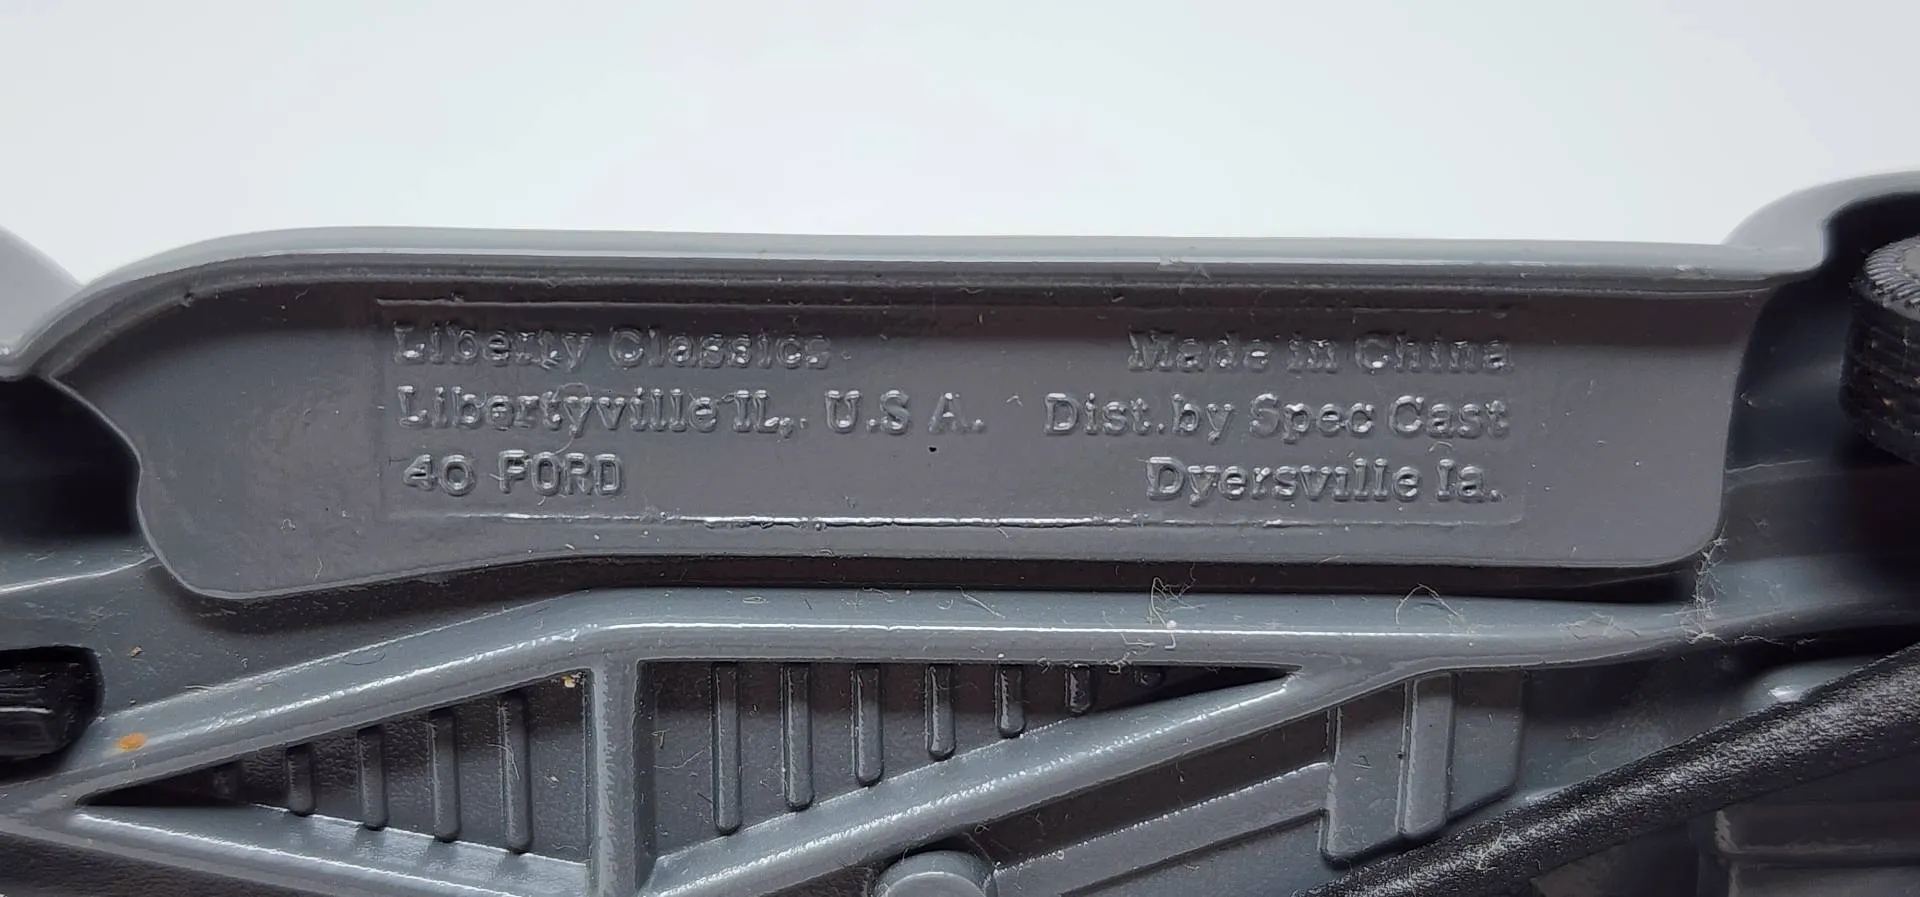 Liberty Classics
Libertyville IL,. U.S A.
40 FORD
Made in China
Dist.by Spec Cast
Dyersville Ia.